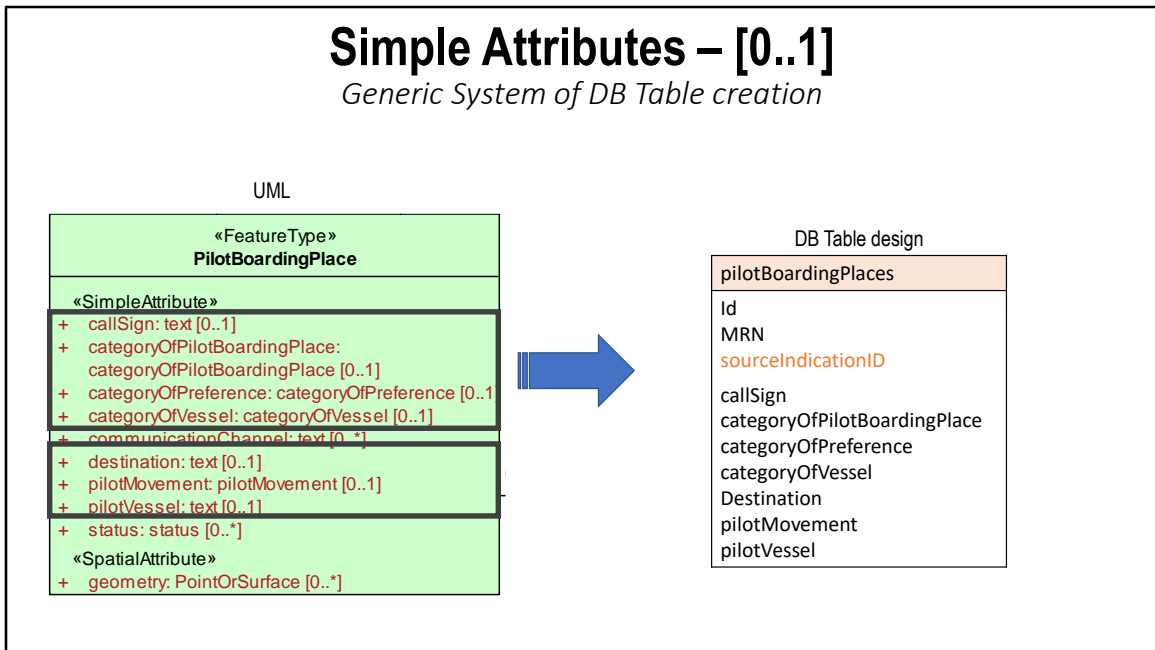 Simple Attributes – [0..1]
Generic System of DB Table creation
UML
«FeatureType»
PilotBoardingPlace
«SimpleAttribute»
+ callSign: text [0..1]
+ categoryOfPilotBoardingPlace:
categoryOfPilotBoardingPlace [0..1]
+ categoryOfPreference: categoryOfPreference [0..1
+ categoryOfVessel: categoryOfVessel [0..1]
+ communicationChannel: text [0..*]
+ destination: text [0..1]
+ pilotMovement: pilotMovement [0..1]
+ pilotVessel: text [0..1]
+ status: status [0..*]
«SpatialAttribute»
+ geometry: PointOrSurface [0..*]
DB Table design
pilotBoardingPlaces
Id
MRN
sourceIndicationID
callSign
categoryOfPilotBoardingPlace
categoryOfPreference
categoryOfVessel
Destination
pilotMovement
pilotVessel